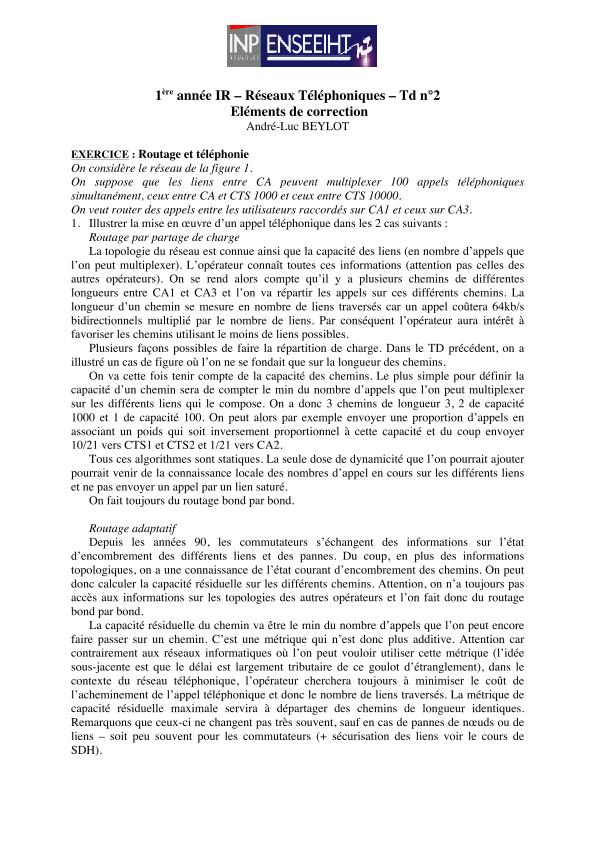 INP ENSEEIHT
TOULOUSE
1ère année IR – Réseaux Téléphoniques – Td n°2
Eléments de correction
André-Luc BEYLOT
EXERCICE : Routage et téléphonie
On considère le réseau de la figure 1.
On suppose que les liens entre CA peuvent multiplexer 100 appels téléphoniques
simultanément, ceux entre CA et CTS 1000 et ceux entre CTS 10000.
On veut router des appels entre les utilisateurs raccordés sur CA1 et ceux sur CA3.
1. Illustrer la mise en œuvre d’un appel téléphonique dans les 2 cas suivants :
Routage par partage de charge
La topologie du réseau est connue ainsi que la capacité des liens (en nombre d’appels que
l’on peut multiplexer). L’opérateur connaît toutes ces informations (attention pas celles des
autres opérateurs). On se rend alors compte qu’il y a plusieurs chemins de différentes
longueurs entre CA1 et CA3 et l’on va répartir les appels sur ces différents chemins. La
longueur d’un chemin se mesure en nombre de liens traversés car un appel coûtera 64kb/s
bidirectionnels multiplié par le nombre de liens. Par conséquent l’opérateur aura intérêt à
favoriser les chemins utilisant le moins de liens possibles.
Plusieurs façons possibles de faire la répartition de charge. Dans le TD précédent, on a
illustré un cas de figure où l’on ne se fondait que sur la longueur des chemins.
On va cette fois tenir compte de la capacité des chemins. Le plus simple pour définir la
capacité d’un chemin sera de compter le min du nombre d’appels que l’on peut multiplexer
sur les différents liens qui le compose. On a donc 3 chemins de longueur 3, 2 de capacité
1000 et 1 de capacité 100. On peut alors par exemple envoyer une proportion d’appels en
associant un poids qui soit inversement proportionnel à cette capacité et du coup envoyer
10/21 vers CTS1 et CTS2 et 1/21 vers CA2.
Tous ces algorithmes sont statiques. La seule dose de dynamicité que l’on pourrait ajouter
pourrait venir de la connaissance locale des nombres d’appel en cours sur les différents liens
et ne pas envoyer un appel par un lien saturé.
On fait toujours du routage bond par bond.
Routage adaptatif
Depuis les années 90, les commutateurs s’échangent des informations sur l’état
d’encombrement des différents liens et des pannes. Du coup, en plus des informations
topologiques, on a une connaissance de l’état courant d’encombrement des chemins. On peut
donc calculer la capacité résiduelle sur les différents chemins. Attention, on n’a toujours pas
accès aux informations sur les topologies des autres opérateurs et l’on fait donc du routage
bond par bond.
La capacité résiduelle du chemin va être le min du nombre d’appels que l’on peut encore
faire passer sur un chemin. C’est une métrique qui n’est donc plus additive. Attention car
contrairement aux réseaux informatiques où l’on peut vouloir utiliser cette métrique (l’idée
sous-jacente est que le délai est largement tributaire de ce goulot d’étranglement), dans le
contexte du réseau téléphonique, l’opérateur cherchera toujours à minimiser le coût de
l’acheminement de l’appel téléphonique et donc le nombre de liens traversés. La métrique de
capacité résiduelle maximale servira à départager des chemins de longueur identiques.
Remarquons que ceux-ci ne changent pas très souvent, sauf en cas de pannes de nœuds ou de
liens – soit peu souvent pour les commutateurs (+ sécurisation des liens voir le cours de
SDH).